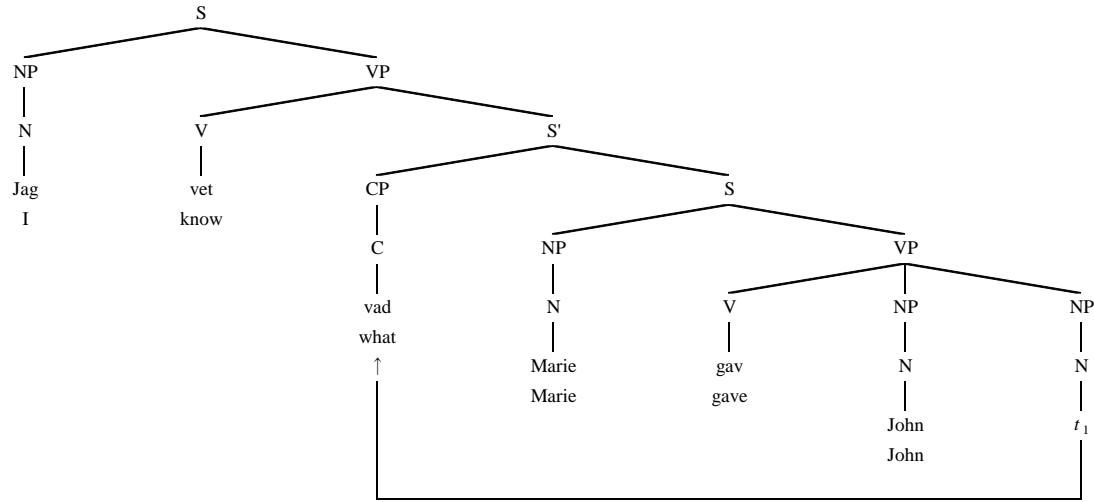 S
NP VP
N V S'
Jag vet CP S
I know C NP VP
vad N V NP NP
what Marie gav N N
↑ Marie gave John t 1
John